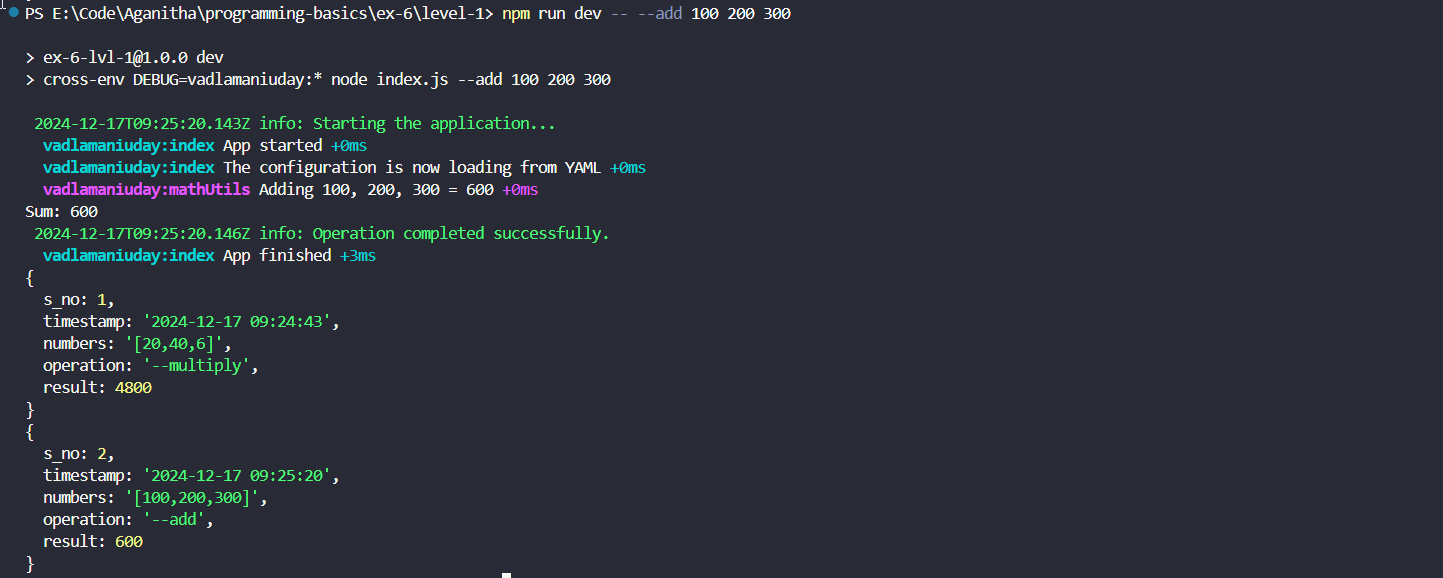 PS E:\Code\Aganitha\programming-basics\ex-6\level-1> npm run dev -- --add 100 200 300
> ex-6-lvl-1@1.0.0 dev
> cross-env DEBUG=vadlamaniuday:* node index.js --add 100 200 300
2024-12-17T09:25:20.143Z info: Starting the application...
vadlamaniuday:index App started +0ms
vadlamaniuday:index The configuration is now loading from YAML +0ms
vadlamaniuday:mathUtils Adding 100, 200, 300 = 600 +0ms
Sum: 600
2024-12-17T09:25:20.146Z info: Operation completed successfully.
vadlamaniuday:index App finished +3ms
{
s_no: 1,
timestamp: '2024-12-17 09:24:43',
numbers: '[20,40,6]',
operation: '--multiply',
result: 4800
}
{
s_no: 2,
timestamp: '2024-12-17 09:25:20',
numbers: '[100,200,300]',
operation: '--add',
result: 600
}